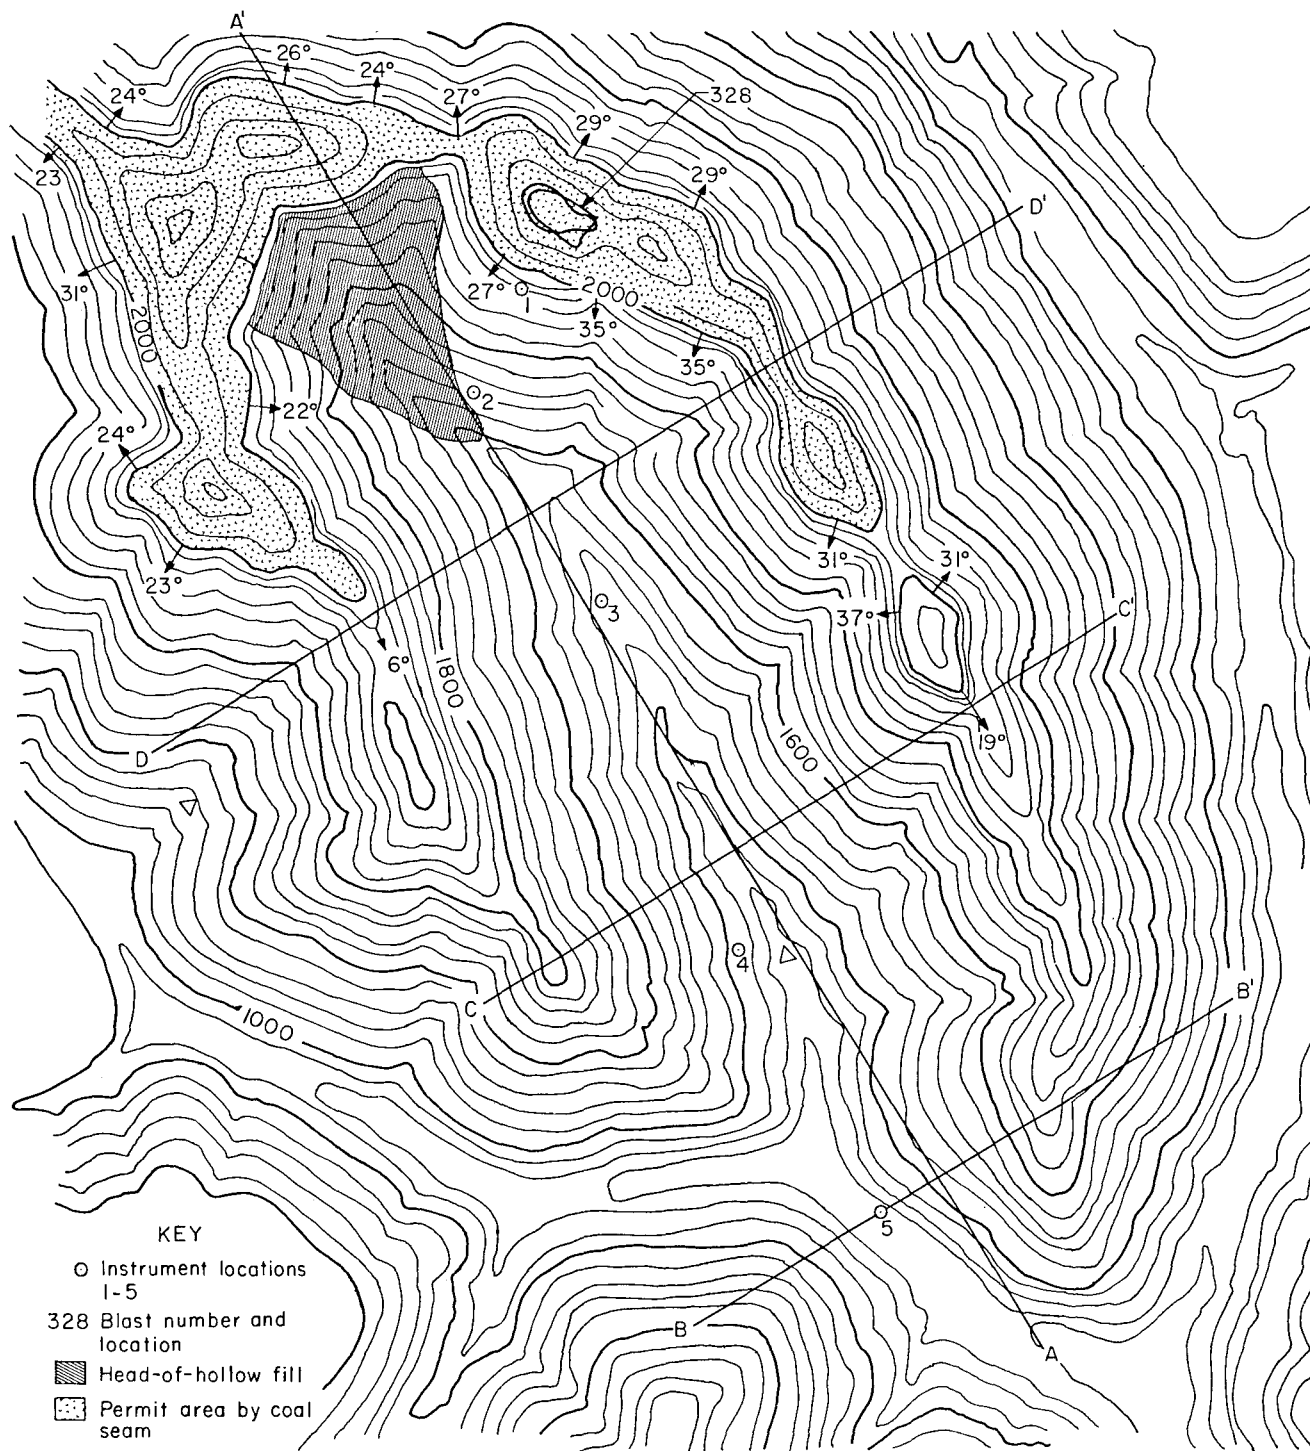 A'
26°
24°
24°
27°
328
29°
23
29°
D'
31°
27°
1
2000
35°
2000
35°
2
22°
24°
31°
31°
23°
3
37°
C'
6°
1800
19°
1600
D
4
B'
C
1000
5
B
A
KEY
Instrument locations
1-5
328 Blast number and
location
Head-of-hollow fill
Permit area by coal
seam